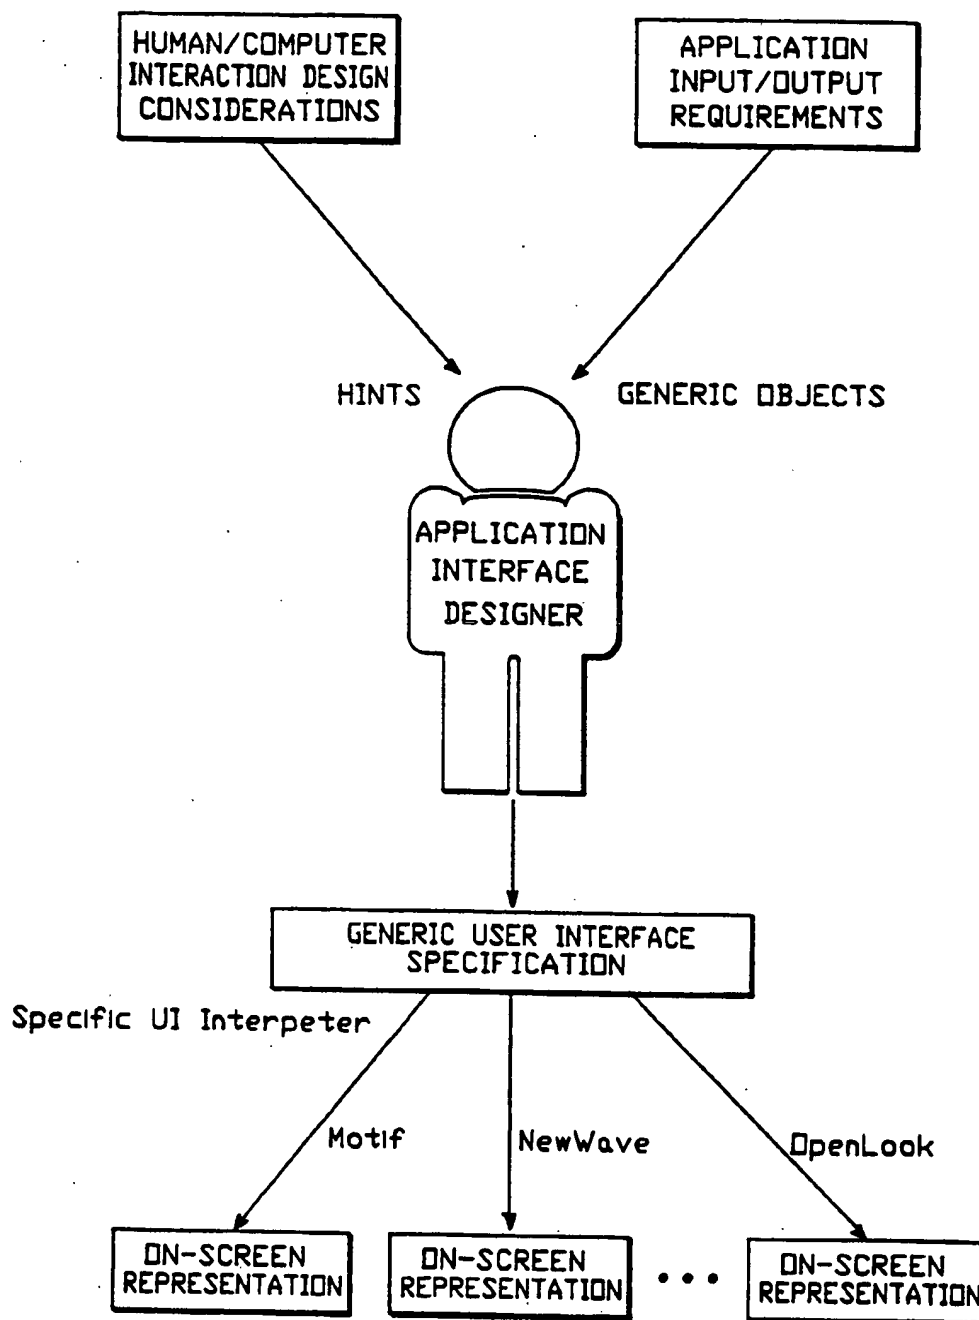 HUMAN/COMPUTER
INTERACTION DESIGN
CONSIDERATIONS
APPLICATION
INPUT/OUTPUT
REQUIREMENTS
HINTS
GENERIC OBJECTS
APPLICATION
INTERFACE
DESIGNER
GENERIC USER INTERFACE
SPECIFICATION
Specific UI Interpeter
Motif
NewWave
OpenLook
ON-SCREEN
REPRESENTATION
ON-SCREEN
REPRESENTATION
•••
ON-SCREEN
REPRESENTATION